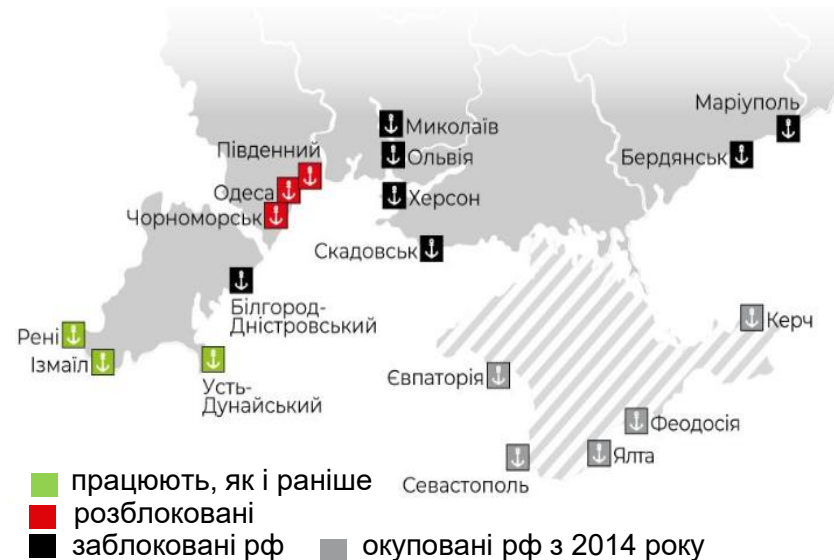 Маріуполь
Миколаїв
Південний
Ольвія
Бердянськ
Одеса
Херсон
Чорноморськ
Скадовськ
Білгород-
Дністровський
Керч
Рені
Ізмаїл
Євпаторія
Усть-
Дунайський
Феодосія
Ялта
Севастополь
працюють, як і раніше
розблоковані
заблоковані рф
окуповані рф з 2014 року